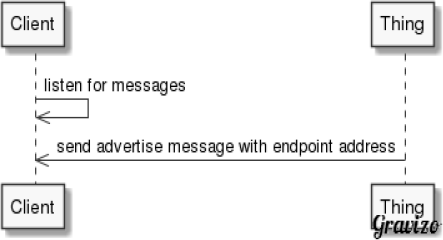 Client Thing
listen for messages
send advertise message with endpoint address
Client Thing
Gravizo